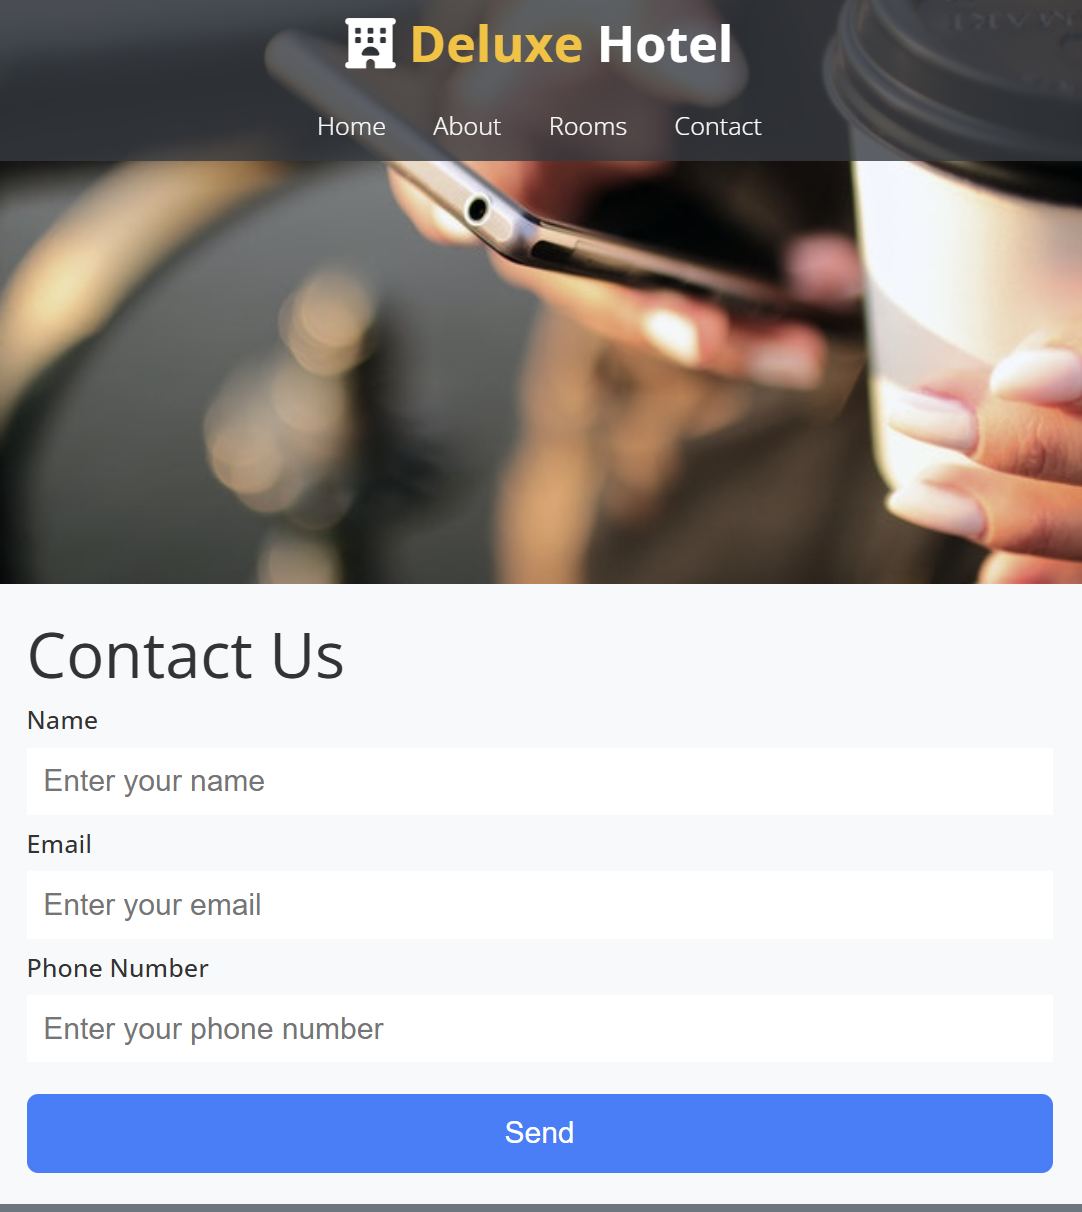 Deluxe Hotel
Home About Rooms Contact
Contact Us
Name
Enter your name
Email
Enter your email
Phone Number
Enter your phone number
Send